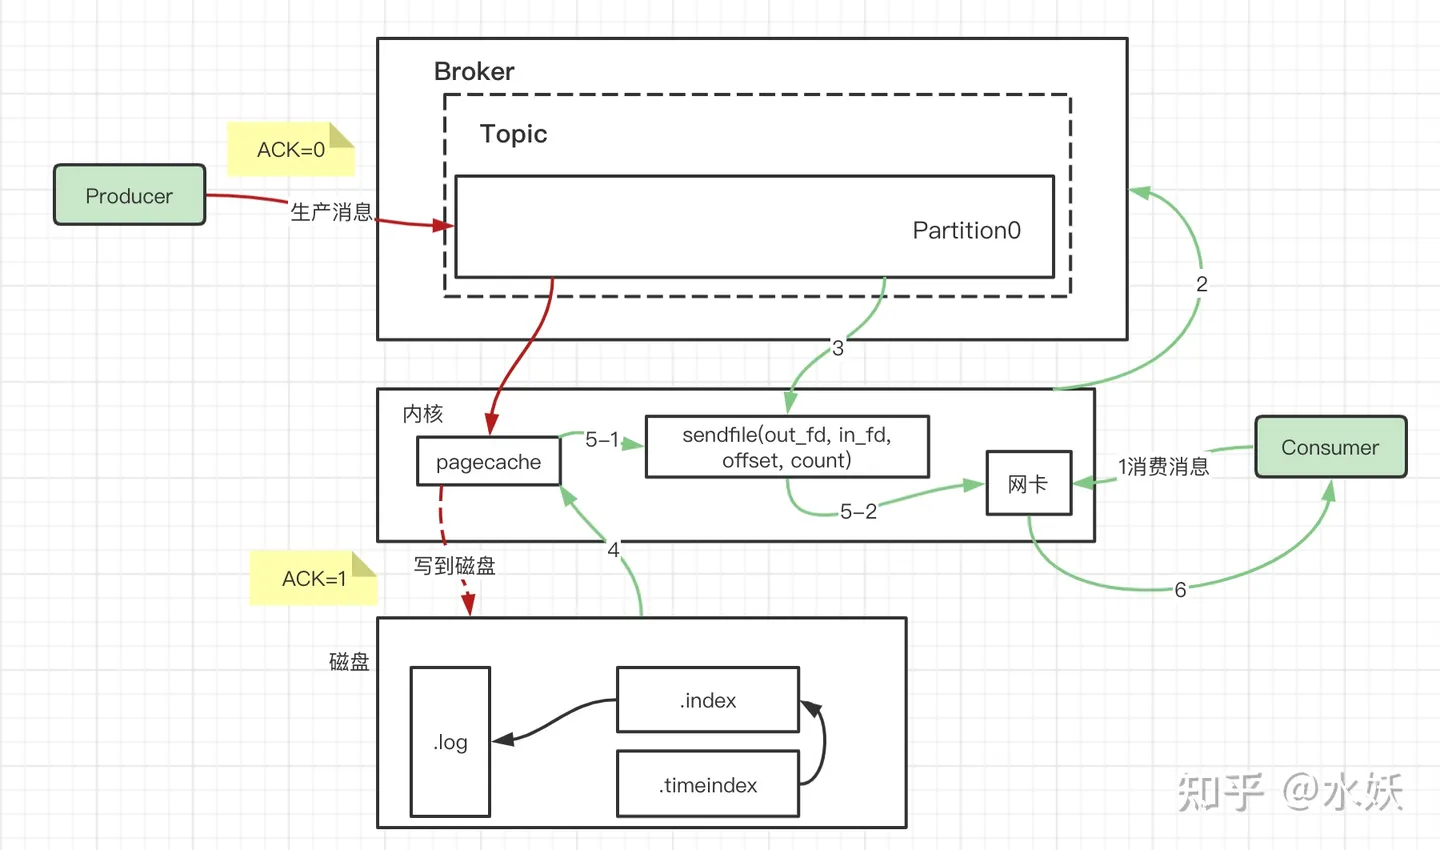 Broker
Topic
ACK=0
Producer
生产消息
Partition0
2
3
内核
pagecache
5-1
sendfile(out_fd, in_fd,
offset, count)
网卡
1消费消息
Consumer
5-2
4
写到磁盘
ACK=1
6
磁盘
.log
.index
.timeindex
知乎 @水妖